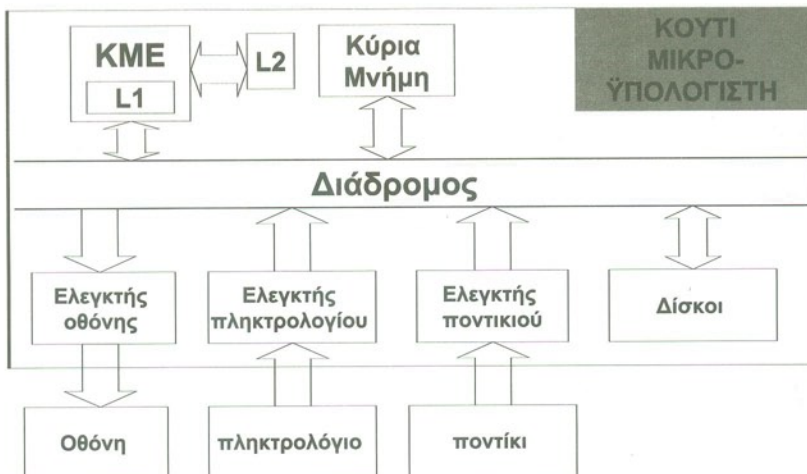 ΚΜΕ
L1
L2
Κύρια
Μνήμη
ΚΟΥΤΙ
ΜΙΚΡΟ-
ΫΠΟΛΟΓΙΣΤΗ
Διάδρομος
Ελεγκτής
οθόνης
Ελεγκτής
πληκτρολογίου
Ελεγκτής
ποντικιού
Δίσκοι
Οθόνη
πληκτρολόγιο
ποντίκι